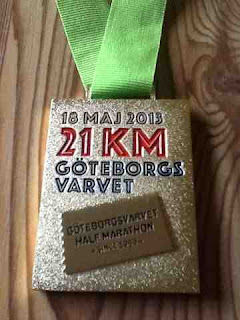 18 MAJ 2013
21 KM
GÖTEBORGS
VARVET
GÖTEBORGSVARVET
HALF MARATHON